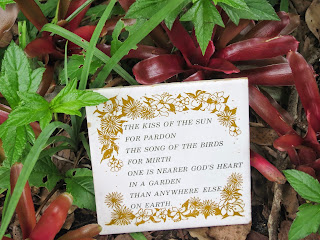 THE KISS OF THE SUN
FOR PARDON
THE SONG OF THE BIRDS
FOR MIRTH
ONE IS NEARER GOD'S HEART
IN A GARDEN
THAN ANYWHERE ELSE
ON EARTH